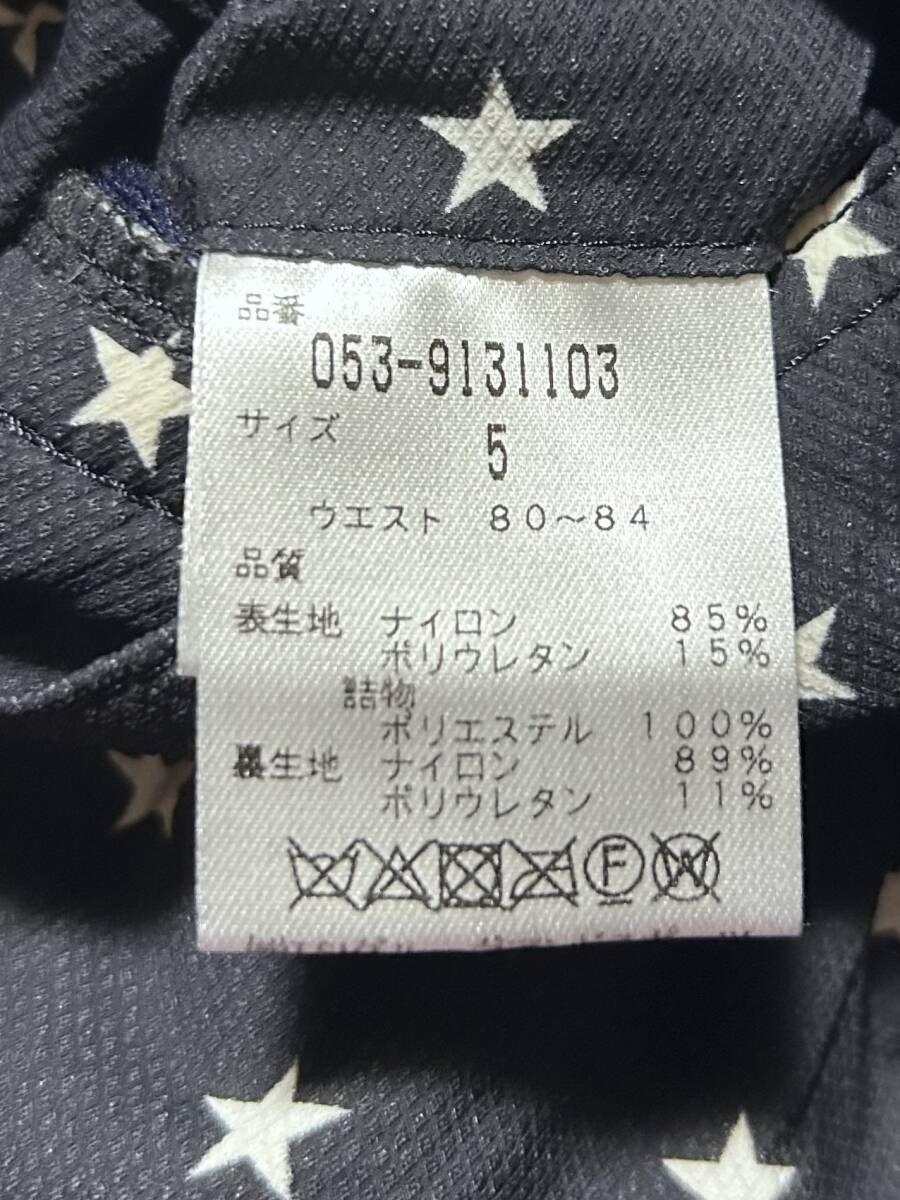 品番
053-9131103
サイズ 5
ウエスト 80～84
品質
表生地 ナイロン 85%
ポリウレタン 15%
詰物
ポリエステル 100%
裏生地 ナイロン 89%
ポリウレタン 11%
F W